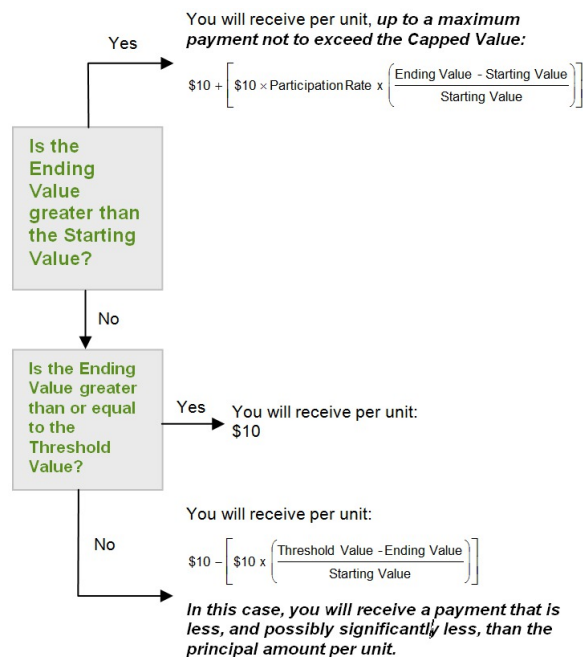 You will receive per unit, up to a maximum
payment not to exceed the Capped Value:
Yes
$10 + [ $10 × Participation Rate x ( Ending Value - Starting Value / Starting Value ) ]
Is the
Ending
Value
greater than
the Starting
Value?
No
Is the Ending
Value greater
than or equal
to the
Threshold
Value?
Yes
You will receive per unit:
$10
No
You will receive per unit:
$10 – [ $10 x ( Threshold Value - Ending Value / Starting Value ) ]
In this case, you will receive a payment that is
less, and possibly significantly less, than the
principal amount per unit.